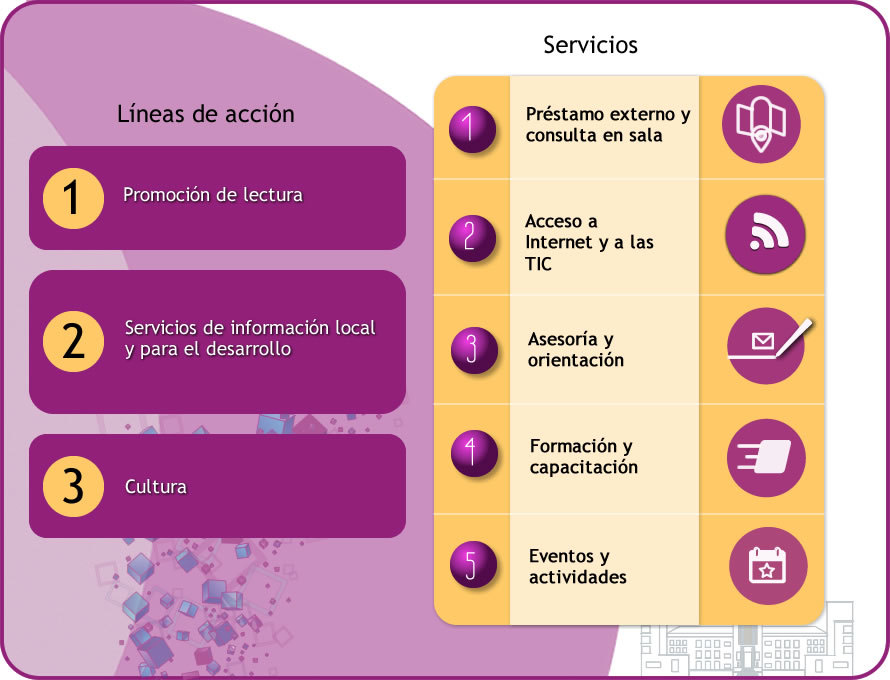 Líneas de acción
1
Promoción de lectura
2
Servicios de información local
y para el desarrollo
3
Cultura
Servicios
1
Préstamo externo y
consulta en sala
2
Acceso a
Internet y a las
TIC
3
Asesoría y
orientación
4
Formación y
capacitación
5
Eventos y
actividades